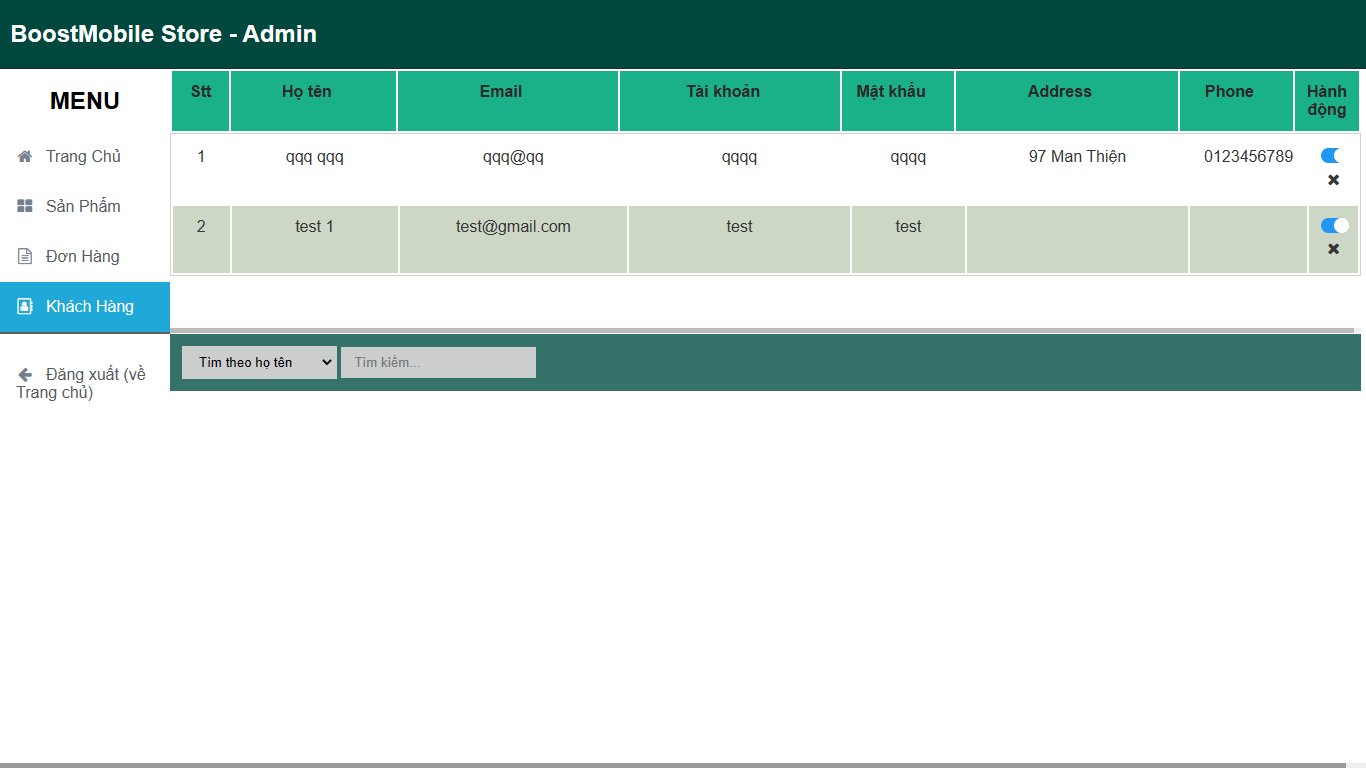 BoostMobile Store - Admin
MENU
Trang Chủ
Sản Phẩm
Đơn Hàng
Khách Hàng
Đăng xuất (về
Trang chủ)
Stt Họ tên Email Tài khoản Mật khẩu Address Phone Hành
động
1 qqq qqq qqq@qq qqqq qqqq 97 Man Thiện 0123456789
2 test 1 test@gmail.com test test
Tìm theo họ tên Tìm kiếm...